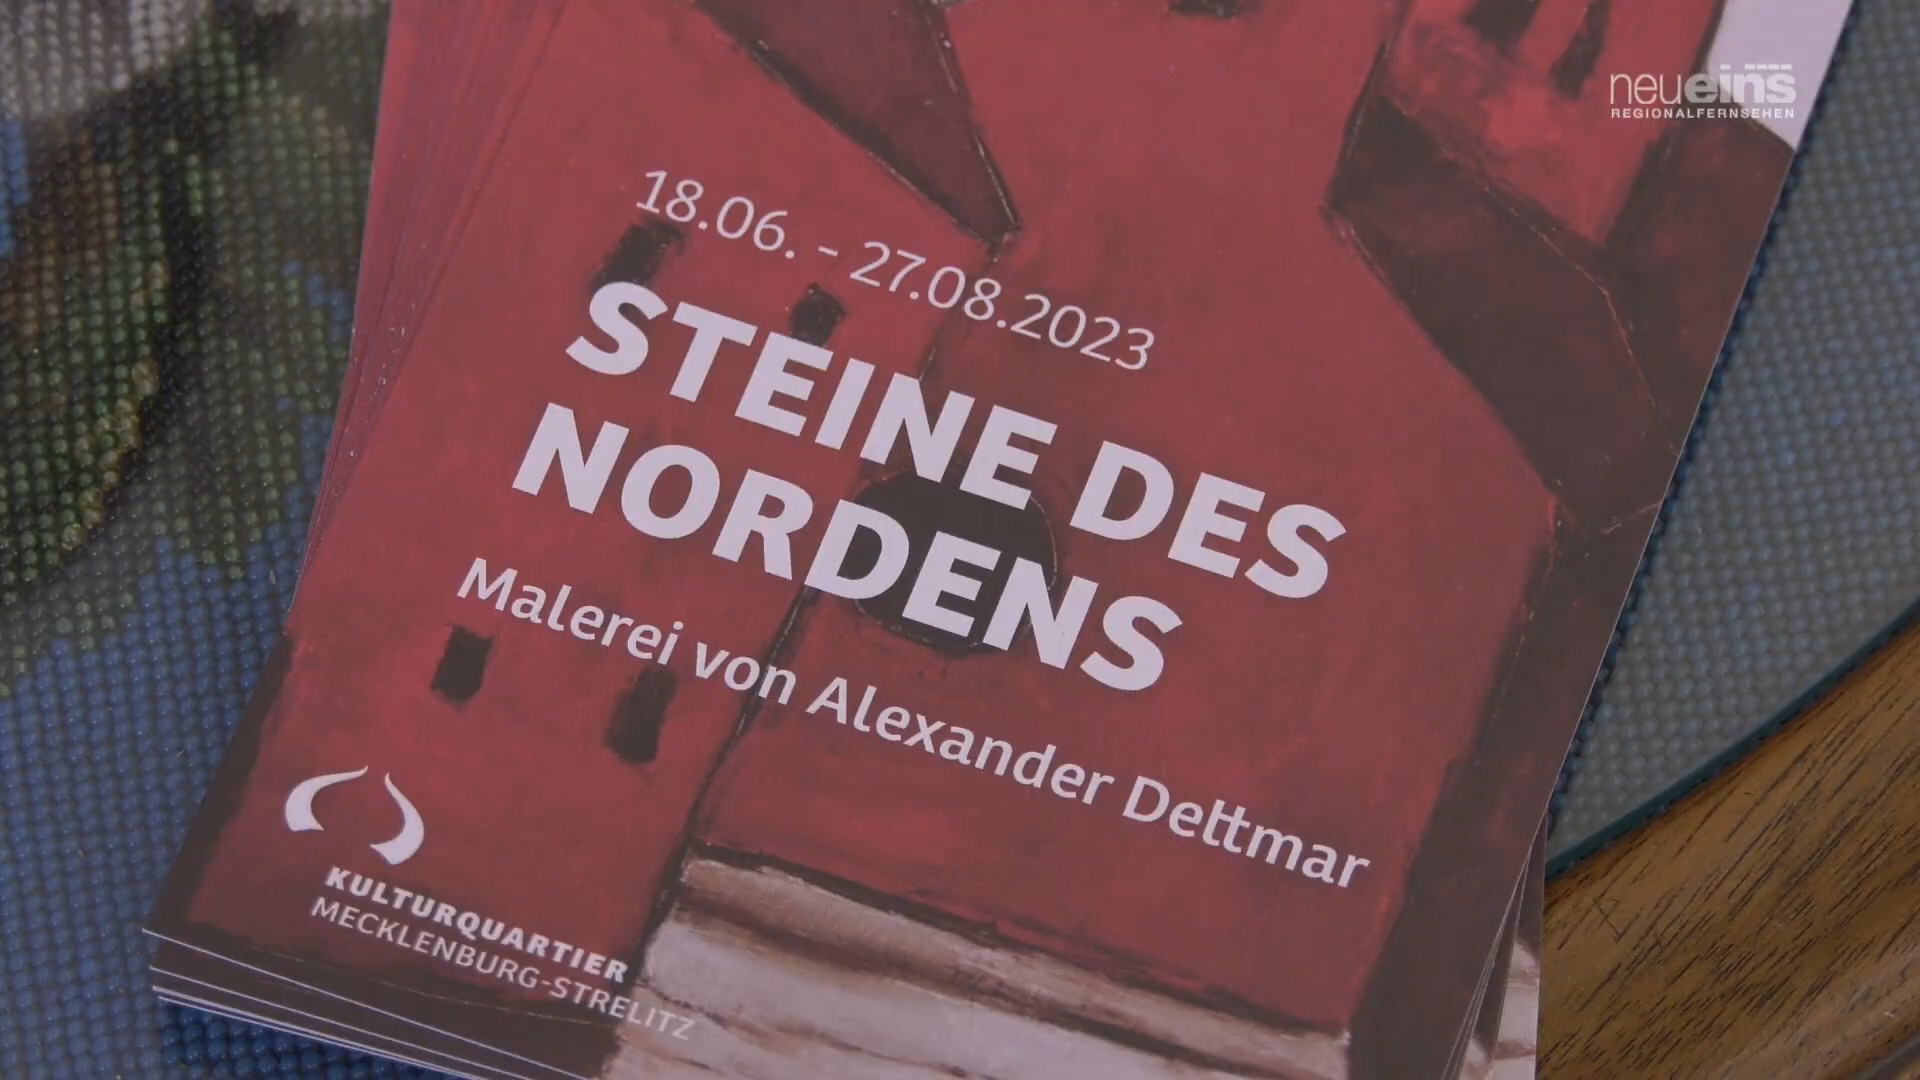 neueins
REGIONALFERNSEHEN
18.06. - 27.08.2023
STEINE DES
NORDENS
Malerei von Alexander Dettmar
KULTURQUARTIER
MECKLENBURG-STRELITZ